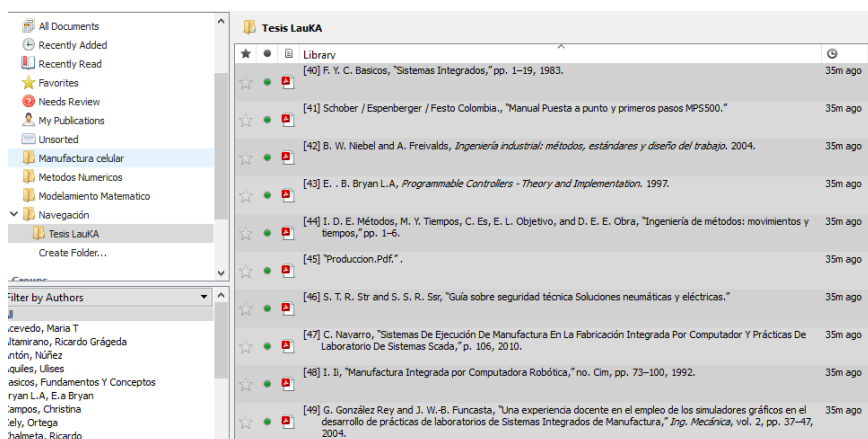 All Documents
Recently Added
Recently Read
Favorites
Needs Review
My Publications
Unsorted
Manufactura celular
Metodos Numericos
Modelamiento Matematico
Navegación
Tesis LauKA
Create Folder...
Filter by Authors
All
Acevedo, Maria T
Altamirano, Ricardo Grágeda
Antón, Núñez
Aquiles, Ulises
Basicos, Fundamentos Y Conceptos
Bryan L.A, E.a Bryan
Campos, Christina
Cely, Ortega
Chalmeta, Ricardo
Tesis LauKA
Library
[40] F. Y. C. Basicos, "Sistemas Integrados," pp. 1–19, 1983. 35m ago
[41] Schober / Espenberger / Festo Colombia., "Manual Puesta a punto y primeros pasos MPS500." 35m ago
[42] B. W. Niebel and A. Freivalds, Ingeniería industrial: métodos, estándares y diseño del trabajo. 2004. 35m ago
[43] E. . B. Bryan L.A, Programmable Controllers - Theory and Implementation. 1997. 35m ago
[44] I. D. E. Métodos, M. Y. Tiempos, C. Es, E. L. Objetivo, and D. E. E. Obra, "Ingeniería de métodos: movimientos y 35m ago
tiempos," pp. 1–6.
[45] "Produccion.Pdf." . 35m ago
[46] S. T. R. Str and S. S. R. Ssr, "Guía sobre seguridad técnica Soluciones neumáticas y eléctricas." 35m ago
[47] C. Navarro, "Sistemas De Ejecución De Manufactura En La Fabricación Integrada Por Computador Y Prácticas De 35m ago
Laboratorio De Sistemas Scada," p. 106, 2010.
[48] I. Ii, "Manufactura Integrada por Computadora Robótica," no. Cim, pp. 73–100, 1992. 35m ago
[49] G. González Rey and J. W.-B. Funcasta, "Una experiencia docente en el empleo de los simuladores gráficos en el 35m ago
desarrollo de prácticas de laboratorios de Sistemas Integrados de Manufactura," Ing. Mecánica, vol. 2, pp. 37–47,
2004.